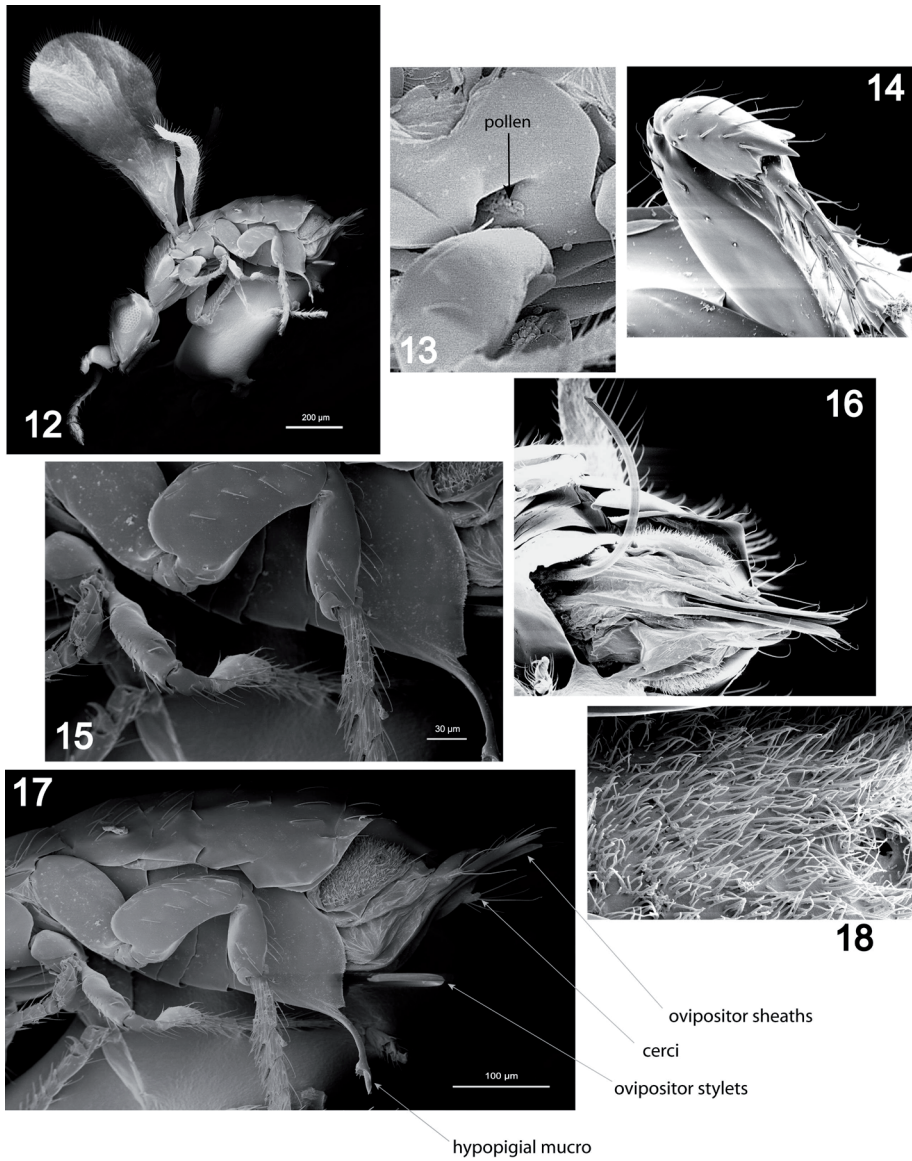 12
200 µm
pollen
13
14
15
30 µm
16
17
100 µm
18
ovipositor sheaths
cerci
ovipositor stylets
hypopigial mucro